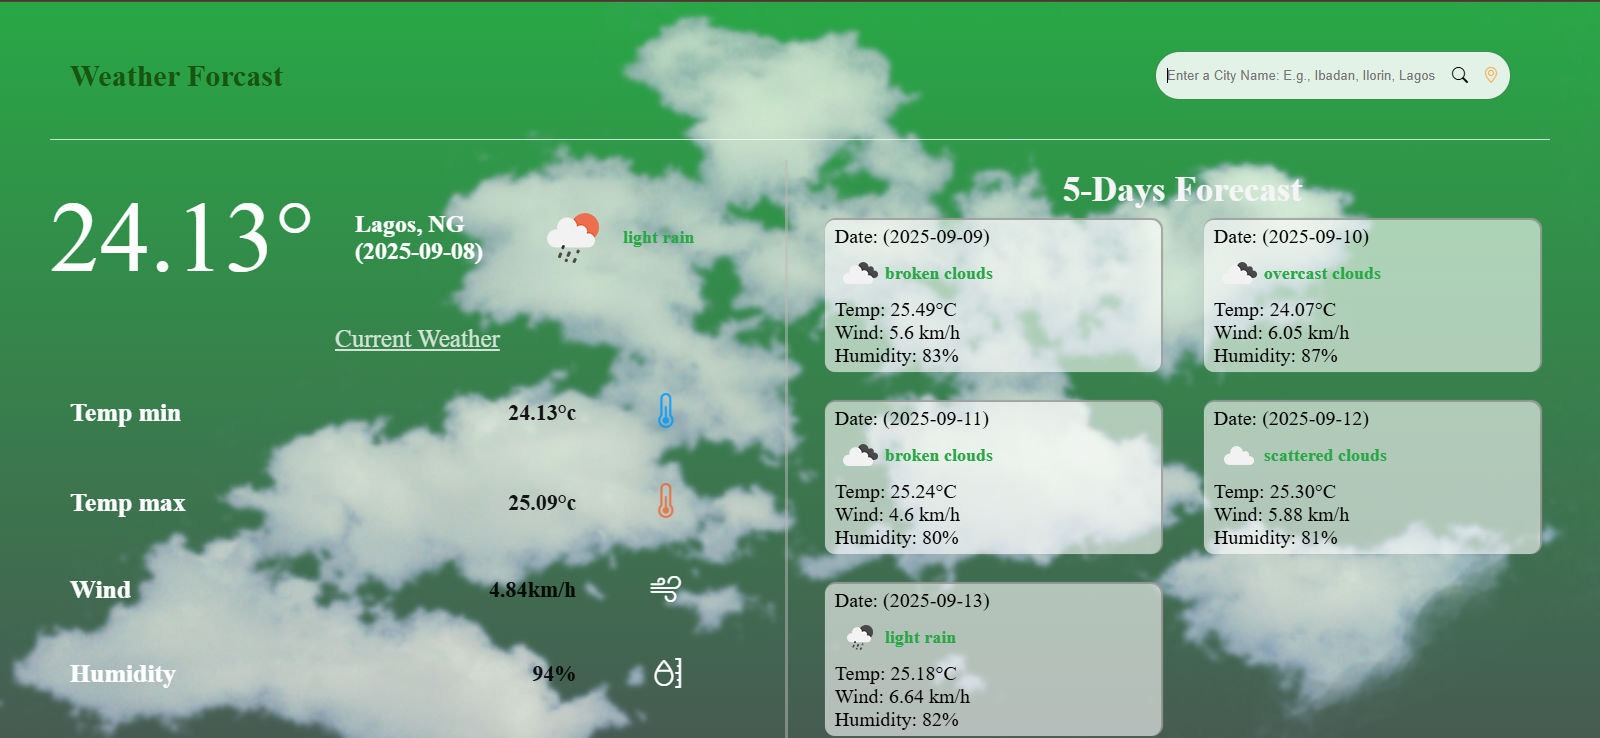 Weather Forcast
Enter a City Name: E.g., Ibadan, Ilorin, Lagos
24.13°
Lagos, NG
(2025-09-08)
light rain
Current Weather
Temp min 24.13°c
Temp max 25.09°c
Wind 4.84km/h
Humidity 94%
5-Days Forecast
Date: (2025-09-09)
broken clouds
Temp: 25.49°C
Wind: 5.6 km/h
Humidity: 83%
Date: (2025-09-10)
overcast clouds
Temp: 24.07°C
Wind: 6.05 km/h
Humidity: 87%
Date: (2025-09-11)
broken clouds
Temp: 25.24°C
Wind: 4.6 km/h
Humidity: 80%
Date: (2025-09-12)
scattered clouds
Temp: 25.30°C
Wind: 5.88 km/h
Humidity: 81%
Date: (2025-09-13)
light rain
Temp: 25.18°C
Wind: 6.64 km/h
Humidity: 82%